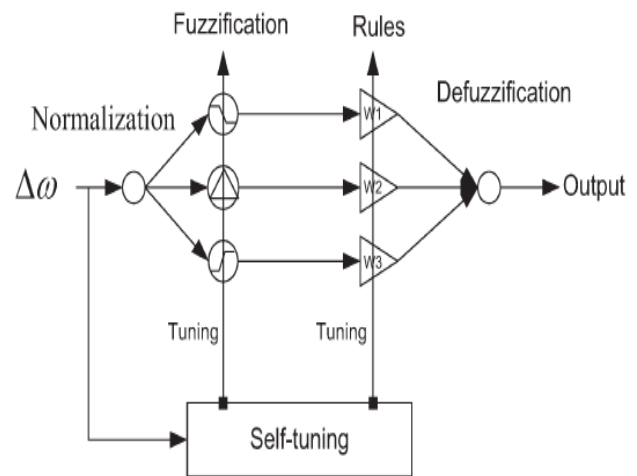 Fuzzification
Rules
Normalization
Defuzzification
W1
Δω
W2
Output
W3
Tuning
Tuning
Self-tuning